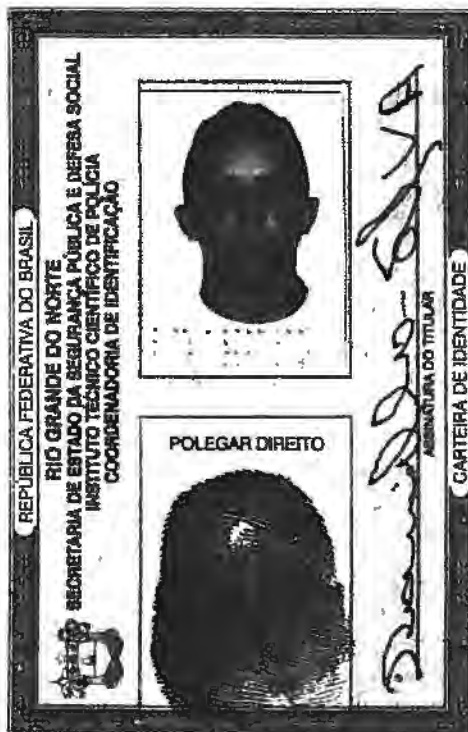 REPÚBLICA FEDERATIVA DO BRASIL
RIO GRANDE DO NORTE
SECRETARIA DE ESTADO DA SEGURANÇA PÚBLICA E DEFESA SOCIAL
INSTITUTO TÉCNICO CIENTÍFICO DE POLÍCIA
COORDENADORIA DE IDENTIFICAÇÃO
POLEGAR DIREITO
ASSINATURA DO TITULAR
CARTEIRA DE IDENTIDADE